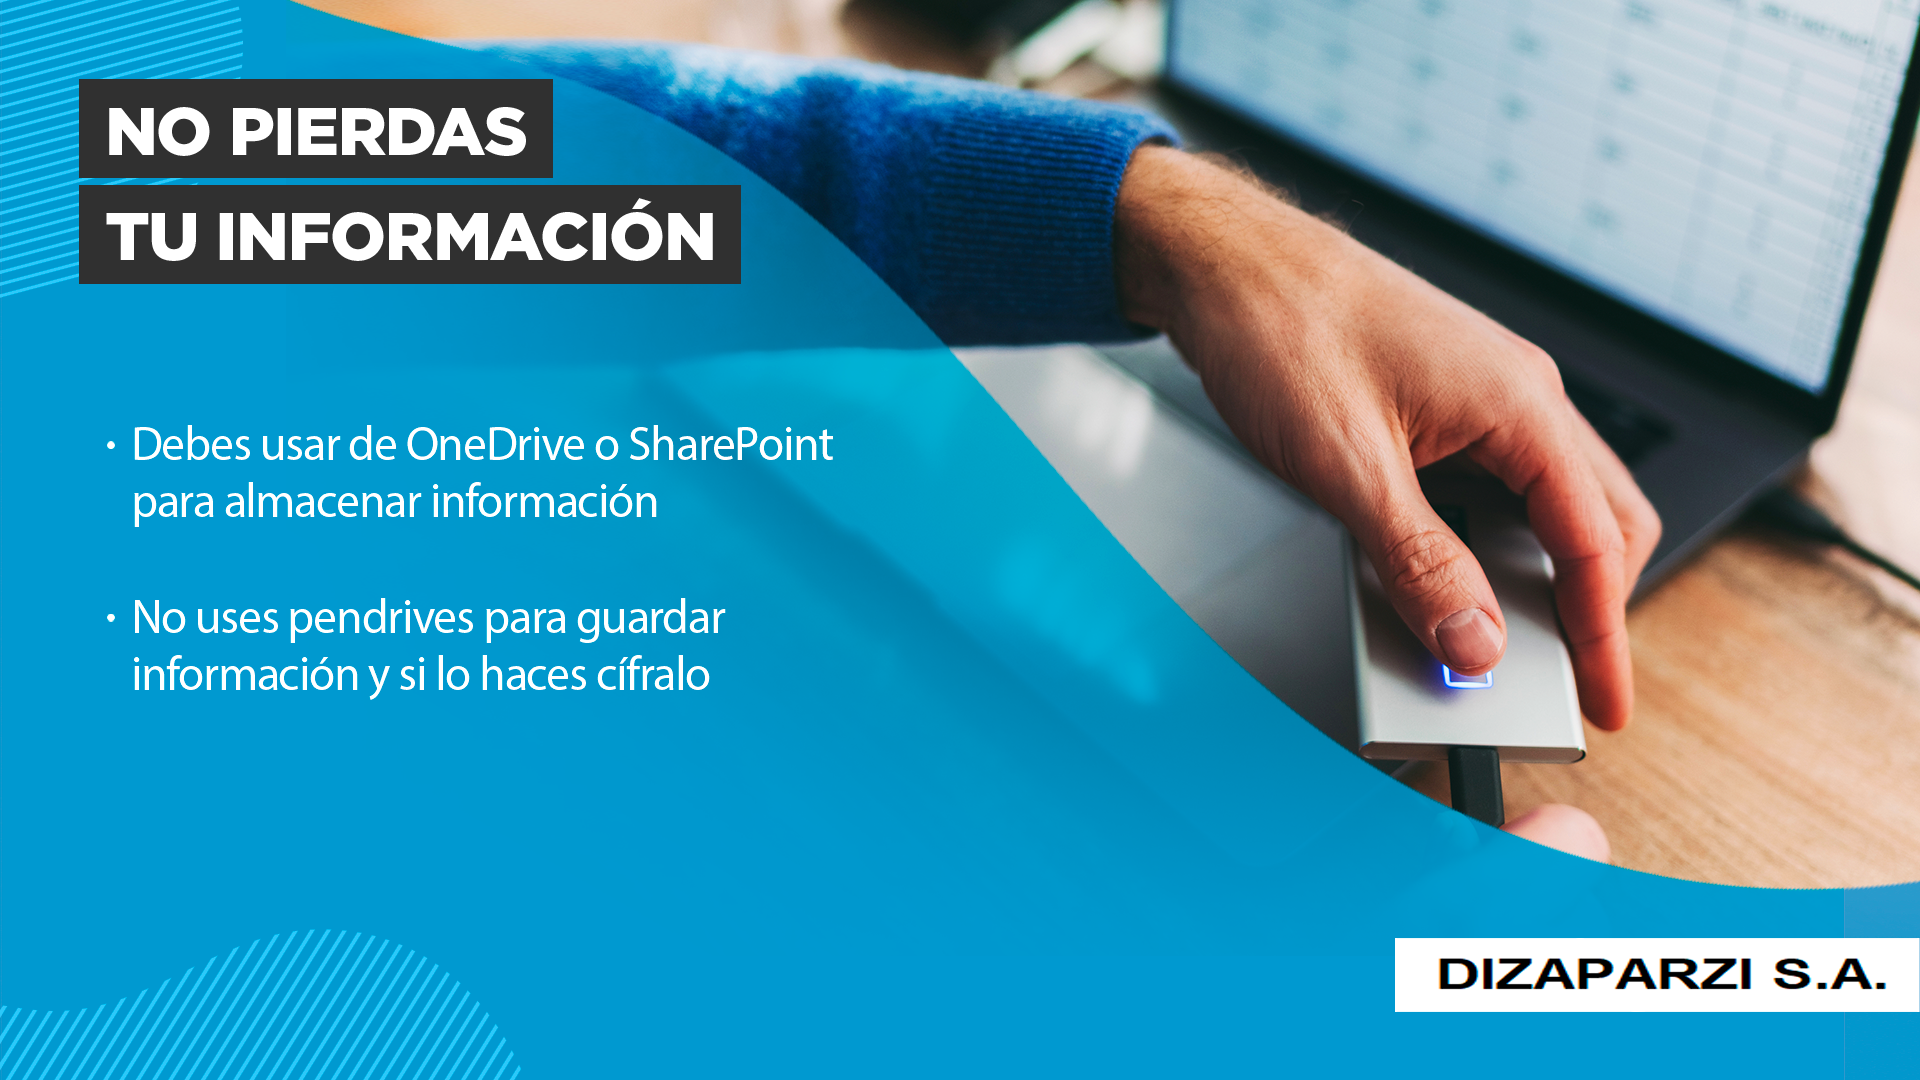 NO PIERDAS
TU INFORMACIÓN
• Debes usar de OneDrive o SharePoint
para almacenar información
• No uses pendrives para guardar
información y si lo haces cífralo
DIZAPARZI S.A.